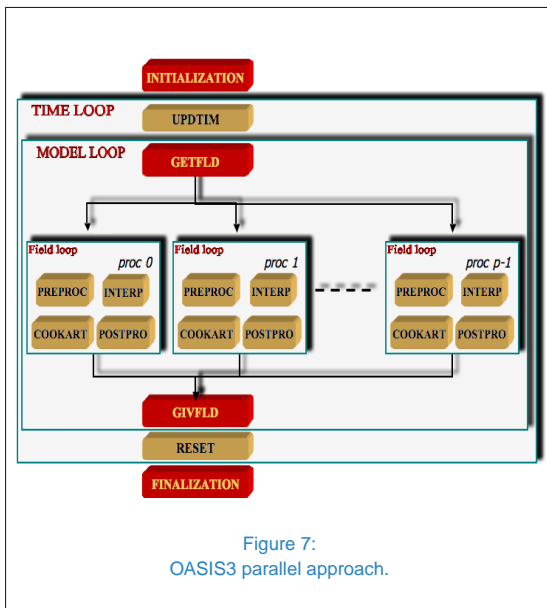 INITIALIZATION
TIME LOOP
UPDTIM
MODEL LOOP
GETFLD
Field loop
proc 0
PREPROC
INTERP
COOKART
POSTPRO
Field loop
proc 1
PREPROC
INTERP
COOKART
POSTPRO
Field loop
proc p-1
PREPROC
INTERP
COOKART
POSTPRO
GIVFLD
RESET
FINALIZATION
Figure 7:
OASIS3 parallel approach.